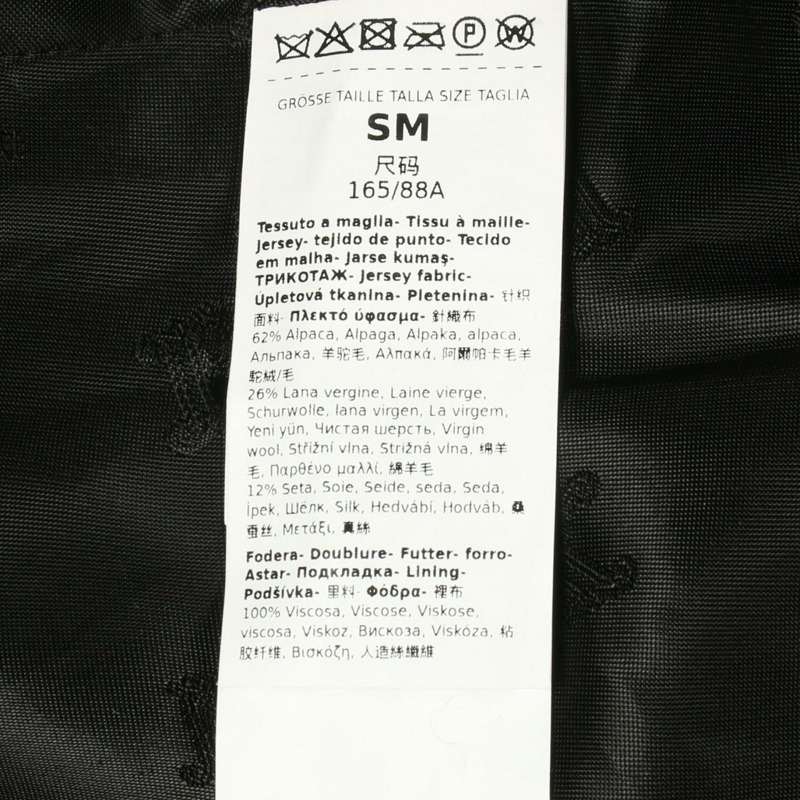 GRÖSSE TAILLE TALLA SIZE TAGLIA
SM
尺码
165/88A
Tessuto a maglia- Tissu à maille-
Jersey- tejido de punto- Tecido
em malha- Jarse kumaş-
ТРИКОТАЖ- Jersey fabric-
Úpletová tkanina- Pletenina- 针织
面料- Πλεκτό ύφασμα- 針織布
62% Alpaca, Alpaga, Alpaka, alpaca,
Альпака, 羊驼毛, Αλπακά, 阿爾帕卡毛羊
駝絨/毛
26% Lana vergine, Laine vierge,
Schurwolle, lana virgen, La virgem,
Yeni yün, Чистая шерсть, Virgin
wool, Střižní vlna, Strižná vlna, 绵羊
毛, Παρθένο μαλλί, 綿羊毛
12% Seta, Soie, Seide, seda, Seda,
İpek, Шёлк, Silk, Hedvábí, Hodváb, 桑
蚕丝, Μετάξι, 真絲
Fodera- Doublure- Futter- forro-
Astar- Подкладка- Lining-
Podšívka- 里料- Φόδρα- 裡布
100% Viscosa, Viscose, Viskose,
viscosa, Viskoz, Вискоза, Viskóza, 粘
胶纤维, Βισκόζη, 人造絲纖維